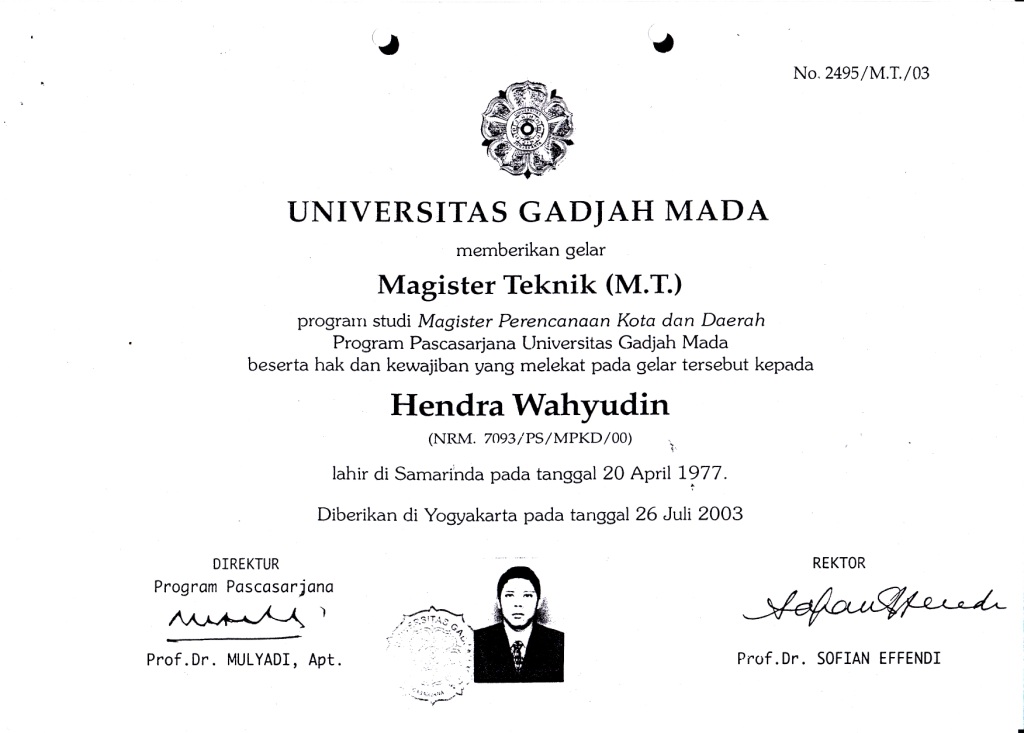 No. 2495/M.T./03
UNIVERSITAS GADJAH MADA
memberikan gelar
Magister Teknik (M.T.)
program studi Magister Perencanaan Kota dan Daerah
Program Pascasarjana Universitas Gadjah Mada
beserta hak dan kewajiban yang melekat pada gelar tersebut kepada
Hendra Wahyudin
(NRM. 7093/PS/MPKD/00)
lahir di Samarinda pada tanggal 20 April 1977.
Diberikan di Yogyakarta pada tanggal 26 Juli 2003
DIREKTUR
Program Pascasarjana
Prof.Dr. MULYADI, Apt.
REKTOR
Prof.Dr. SOFIAN EFFENDI